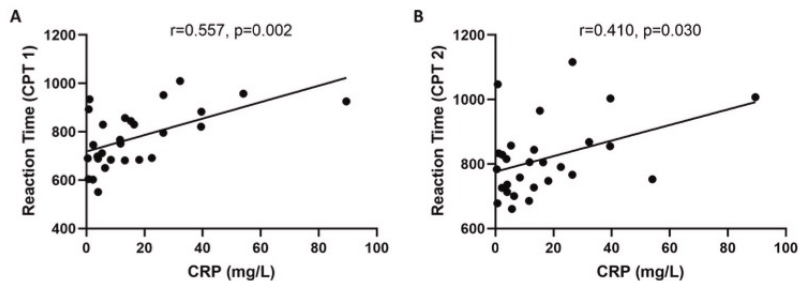 A
r=0.557, p=0.002
1200
1000
800
600
400
Reaction Time (CPT 1)
0
20
40
60
80
100
CRP (mg/L)
B
r=0.410, p=0.030
1200
1000
800
600
Reaction Time (CPT 2)
0
20
40
60
80
100
CRP (mg/L)